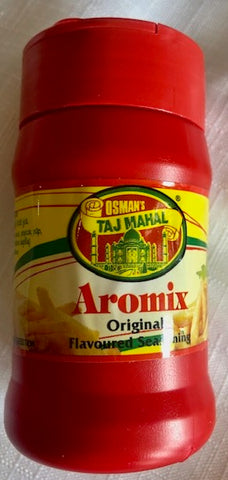 OSMAN'S
TAJ MAHAL
®
Aromix
Original
Flavoured Seasoning